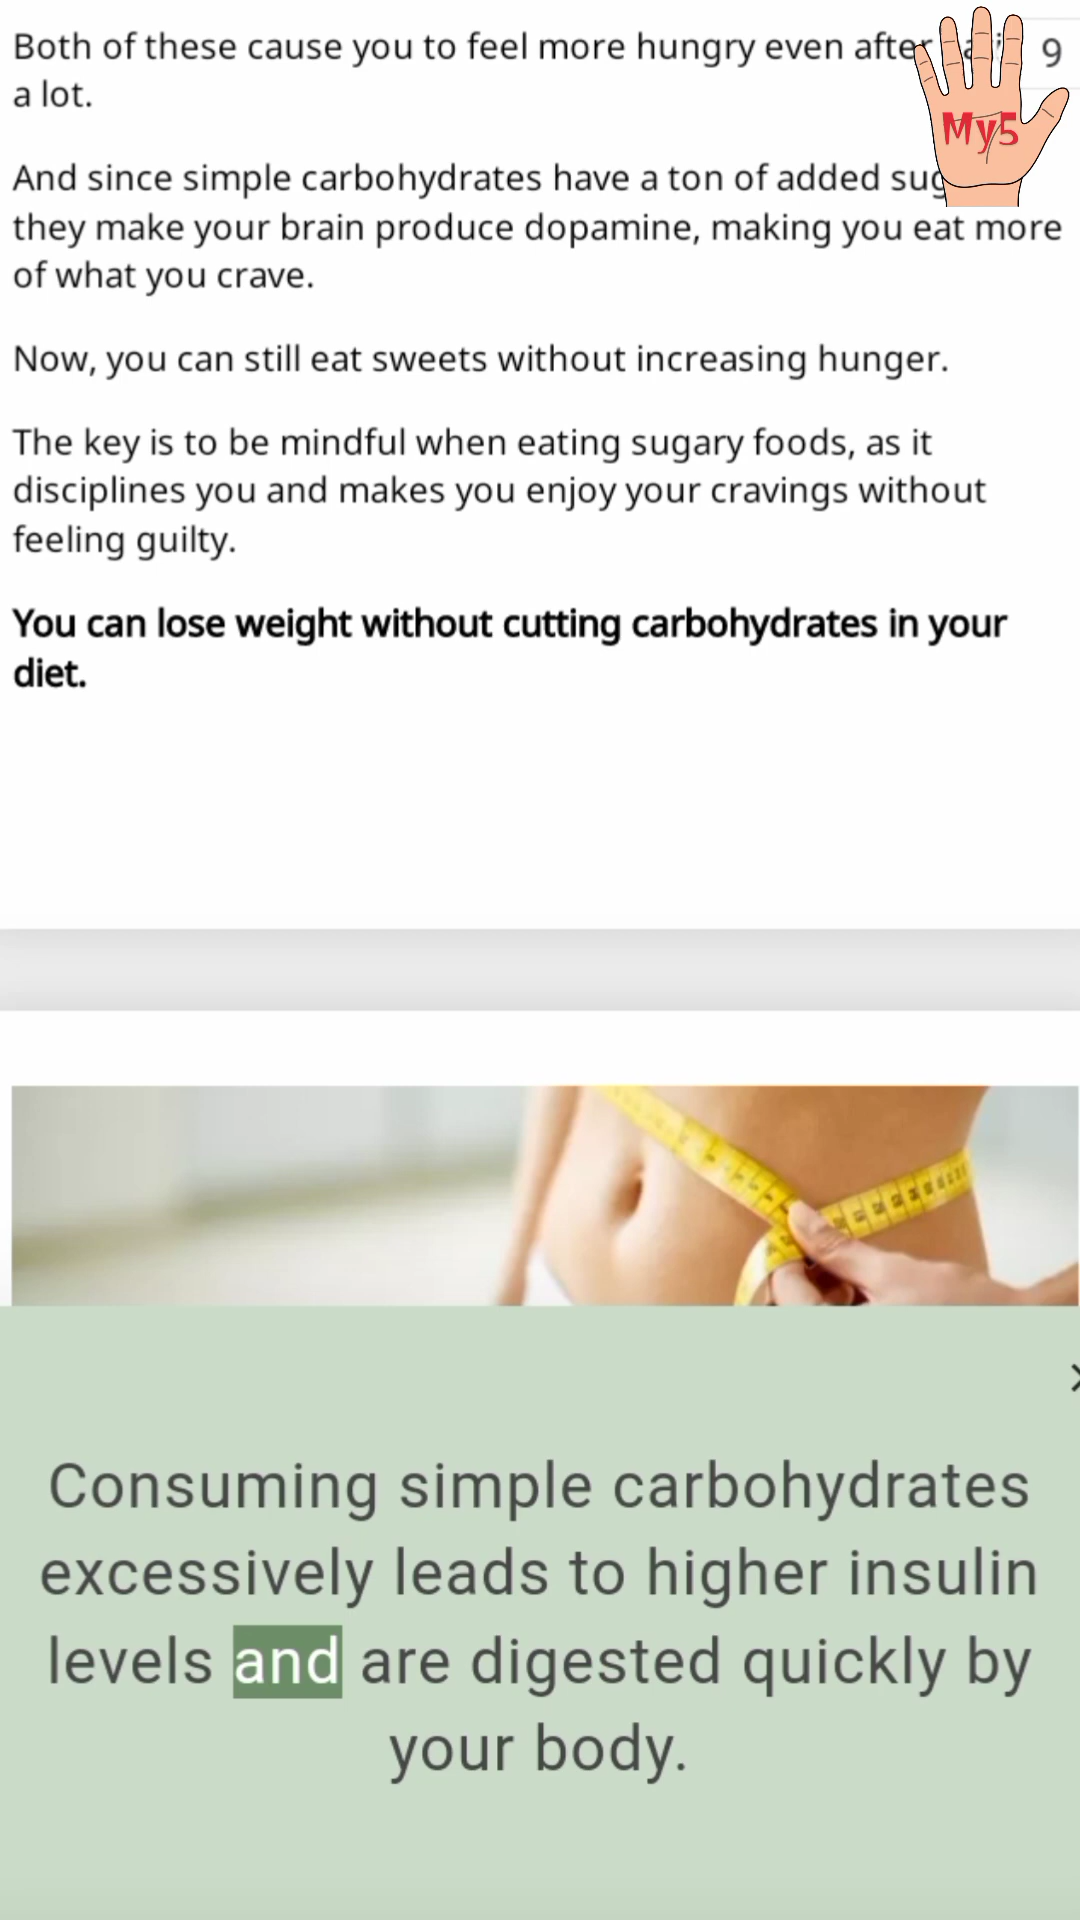 Both of these cause you to feel more hungry even after
a lot.
And since simple carbohydrates have a ton of added
they make your brain produce dopamine, making you eat more
of what you crave.
Now, you can still eat sweets without increasing hunger.
The key is to be mindful when eating sugary foods, as it
disciplines you and makes you enjoy your cravings without
feeling guilty.
You can lose weight without cutting carbohydrates in your
diet.
9
My5
Consuming simple carbohydrates
excessively leads to higher insulin
levels and are digested quickly by
your body.